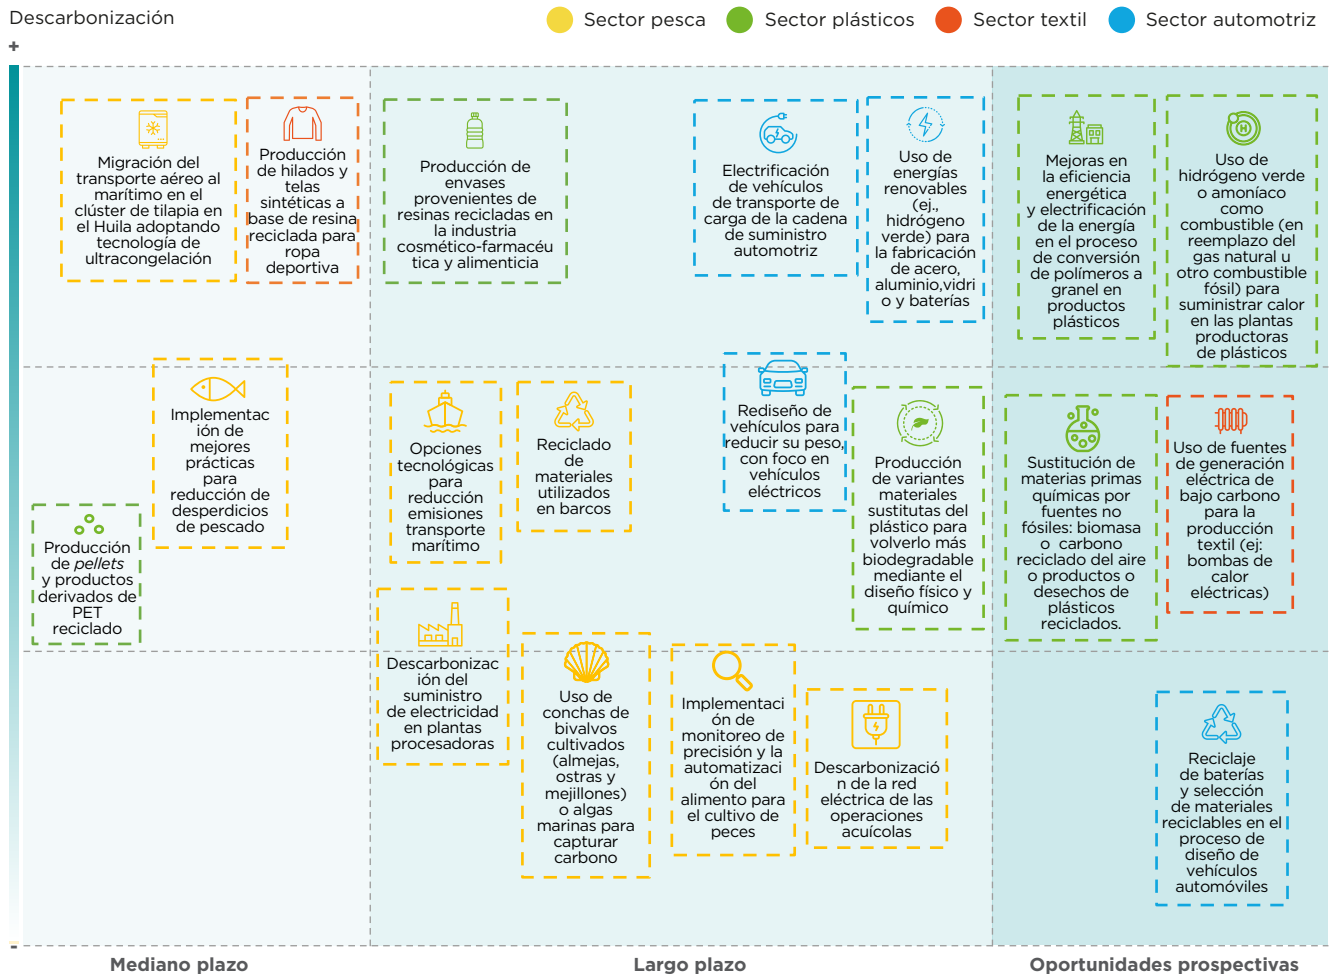 Descarbonización
Sector pesca
Sector plásticos
Sector textil
Sector automotriz
+
Migración del
transporte aéreo al
marítimo en el
clúster de tilapia en
el Huila adoptando
tecnología de
ultracongelación
Producción
de hilados y
telas
sintéticas a
base de resina
reciclada para
ropa
deportiva
Producción de
envases
provenientes de
resinas recicladas en
la industria
cosmético-farmacéu
tica y alimenticia
Electrificación
de vehículos
de transporte de
carga de la cadena
de suministro
automotriz
Uso de
energías
renovables
(ej.,
hidrógeno
verde) para
la fabricación
de acero,
aluminio,vidri
o y baterías
Mejoras en
la eficiencia
energética
y electrificación
de la energía
en el proceso
de conversión
de polímeros a
granel en
productos
plásticos
H
Uso de
hidrógeno verde
o amoníaco
como
combustible (en
reemplazo del
gas natural u
otro combustible
fósil) para
suministrar calor
en las plantas
productoras
de plásticos
Implementac
ión de
mejores
prácticas
para
reducción de
desperdicios
de pescado
Producción
de pellets
y productos
derivados de
PET
reciclado
Opciones
tecnológicas
para
reducción
emisiones
transporte
marítimo
Reciclado
de
materiales
utilizados
en barcos
Rediseño de
vehículos para
reducir su peso,
con foco en
vehículos
eléctricos
Producción
de variantes
materiales
sustitutas del
plástico para
volverlo más
biodegradable
mediante el
diseño físico y
químico
Sustitución de
materias primas
químicas por
fuentes no
fósiles: biomasa
o carbono
reciclado del aire
o productos o
desechos de
plásticos
reciclados.
Uso de fuentes
de generación
eléctrica de
bajo carbono
para la
producción
textil (ej:
bombas de
calor
eléctricas)
Descarbonizac
ión del
suministro
de electricidad
en plantas
procesadoras
Uso de
conchas de
bivalvos
cultivados
(almejas,
ostras y
mejillones)
o algas
marinas para
capturar
carbono
Implementaci
ón de
monitoreo de
precisión y la
automatizaci
ón del
alimento para
el cultivo de
peces
Descarbonizació
n de la red
eléctrica de las
operaciones
acuícolas
Reciclaje
de baterías
y selección
de materiales
reciclables en el
proceso de
diseño de
vehículos
automóviles
-
Mediano plazo
Largo plazo
Oportunidades prospectivas